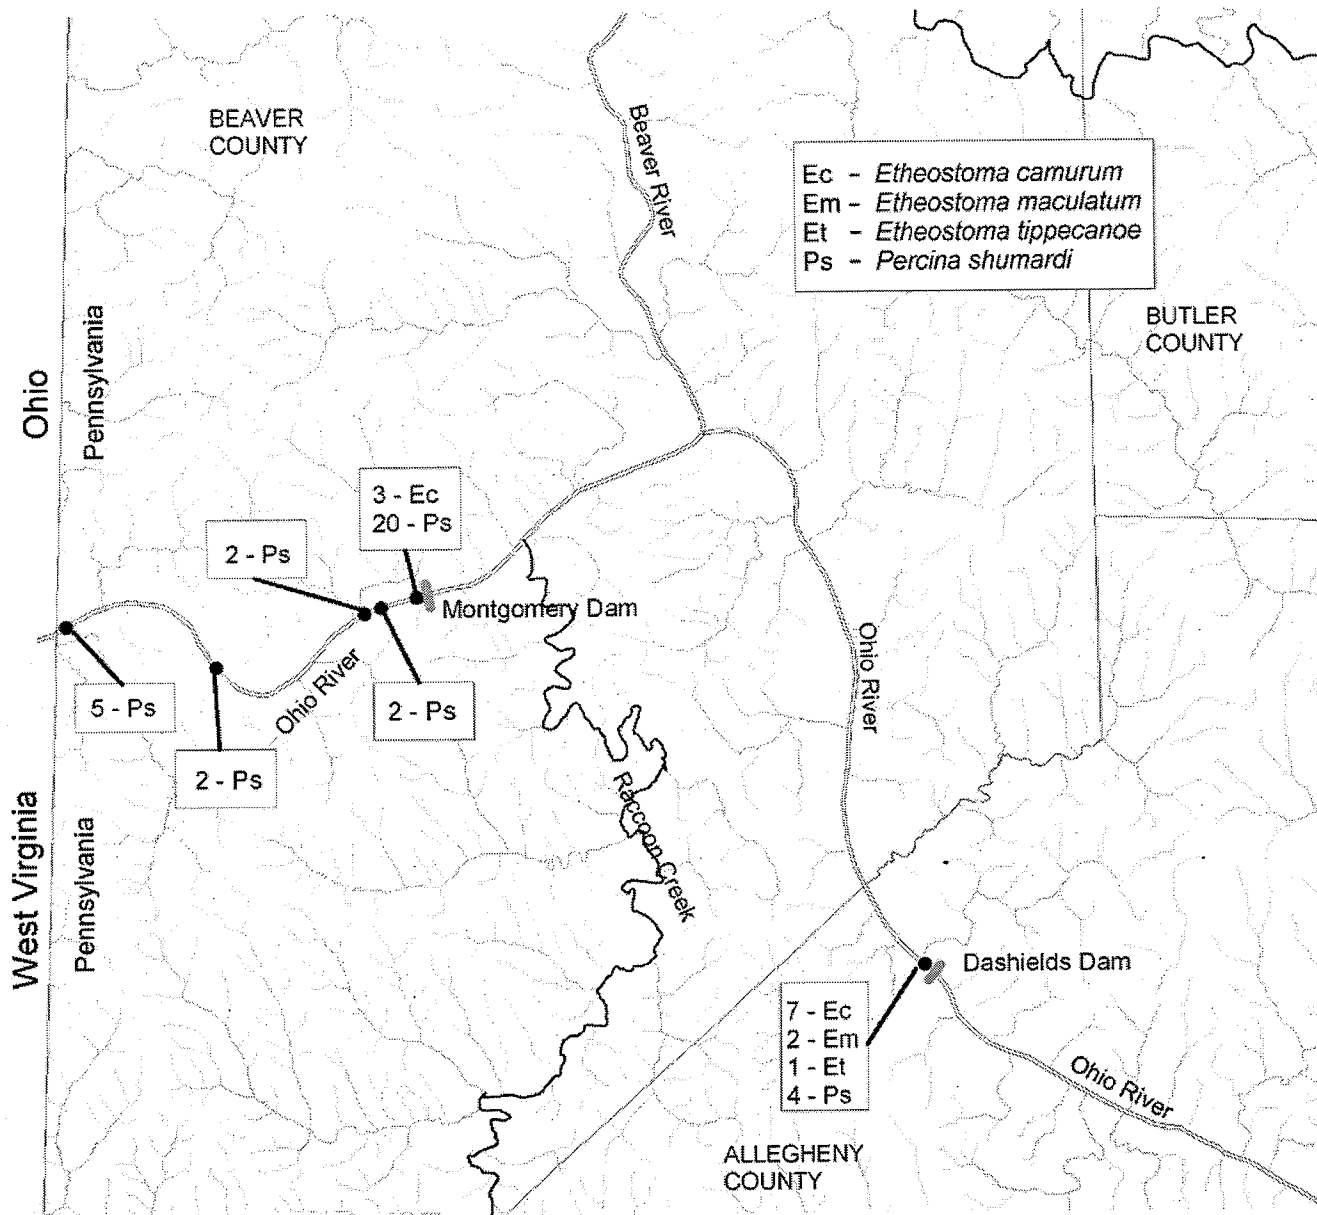 BEAVER
COUNTY
Beaver River
Ec - Etheostoma camurum
Em - Etheostoma maculatum
Et - Etheostoma tippecanoe
Ps - Percina shumardi
BUTLER
COUNTY
Ohio
Pennsylvania
3 - Ec
20 - Ps
2 - Ps
Montgomery Dam
5 - Ps
2 - Ps
Ohio River
2 - Ps
Ohio River
Raccoon Creek
West Virginia
Pennsylvania
Dashields Dam
7 - Ec
2 - Em
1 - Et
4 - Ps
Ohio River
ALLEGHENY
COUNTY